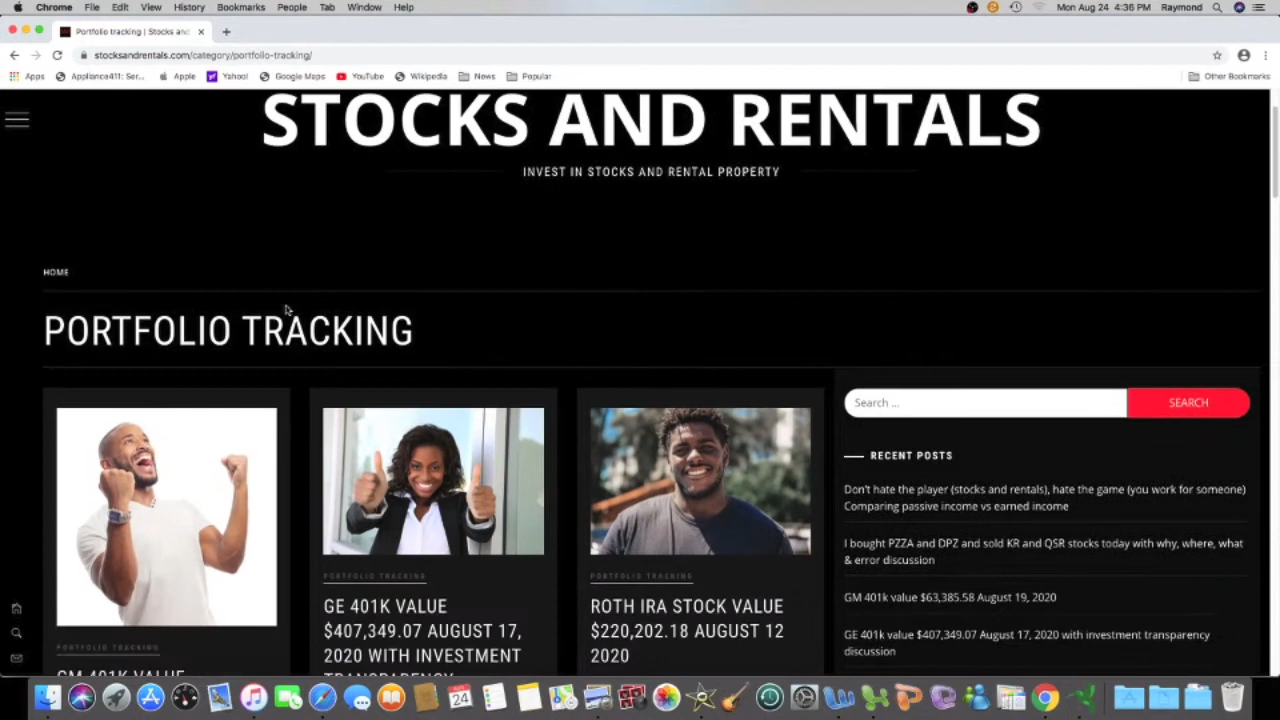 Chrome File Edit View History Bookmarks People Tab Window Help Mon Aug 24 4:36 PM Raymond
Portfolio tracking | Stocks and
stocksandrentals.com/category/portfolio-tracking/
Apps Appliance411: Ser... Apple Yahoo! Google Maps YouTube Wikipedia News Popular Other Bookmarks
STOCKS AND RENTALS
INVEST IN STOCKS AND RENTAL PROPERTY
HOME
PORTFOLIO TRACKING
PORTFOLIO TRACKING
GM 401K VALUE
PORTFOLIO TRACKING
GE 401K VALUE
$407,349.07 AUGUST 17,
2020 WITH INVESTMENT
TRANSPARENCY
PORTFOLIO TRACKING
ROTH IRA STOCK VALUE
$220,202.18 AUGUST 12
2020
Search ...
SEARCH
RECENT POSTS
Don't hate the player (stocks and rentals), hate the game (you work for someone)
Comparing passive income vs earned income
I bought PZZA and DPZ and sold KR and QSR stocks today with why, where, what
& error discussion
GM 401k value $63,385.58 August 19, 2020
GE 401k value $407,349.07 August 17, 2020 with investment transparency
discussion
24